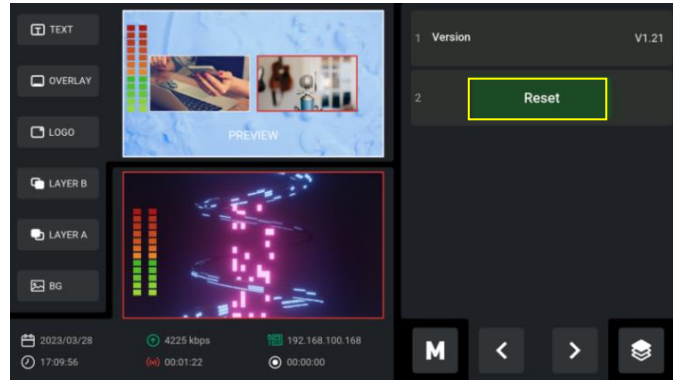 TEXT
OVERLAY
LOGO
LAYER B
LAYER A
BG
PREVIEW
1 Version V1.21
2 Reset
2023/03/28 4225 kbps 192.168.100.168
17:09:56 00:01:22 00:00:00
M